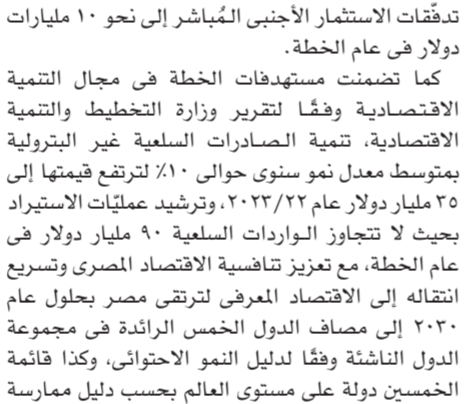 تدفّقات الاستثمار الأجنبى المُباشر إلى نحو ١٠ مليارات
دولار فى عام الخطة.
كما تضمنت مستهدفات الخطة فى مجال التنمية
الاقتصادية وفقًا لتقرير وزارة التخطيط والتنمية
الاقتصادية، تنمية الصادرات السلعية غير البترولية
بمتوسط معدل نمو سنوى حوالى ١٠٪ لترتفع قيمتها إلى
٣٥ مليار دولار عام ٢٠٢٣/٢٢، وترشيد عمليّات الاستيراد
بحيث لا تتجاوز الواردات السلعية ٩٠ مليار دولار فى
عام الخطة، مع تعزيز تنافسية الاقتصاد المصرى وتسريع
انتقاله إلى الاقتصاد المعرفى لترتقى مصر بحلول عام
٢٠٣٠ إلى مصاف الدول الخمس الرائدة فى مجموعة
الدول الناشئة وفقًا لدليل النمو الاحتوائى، وكذا قائمة
الخمسين دولة على مستوى العالم بحسب دليل ممارسة